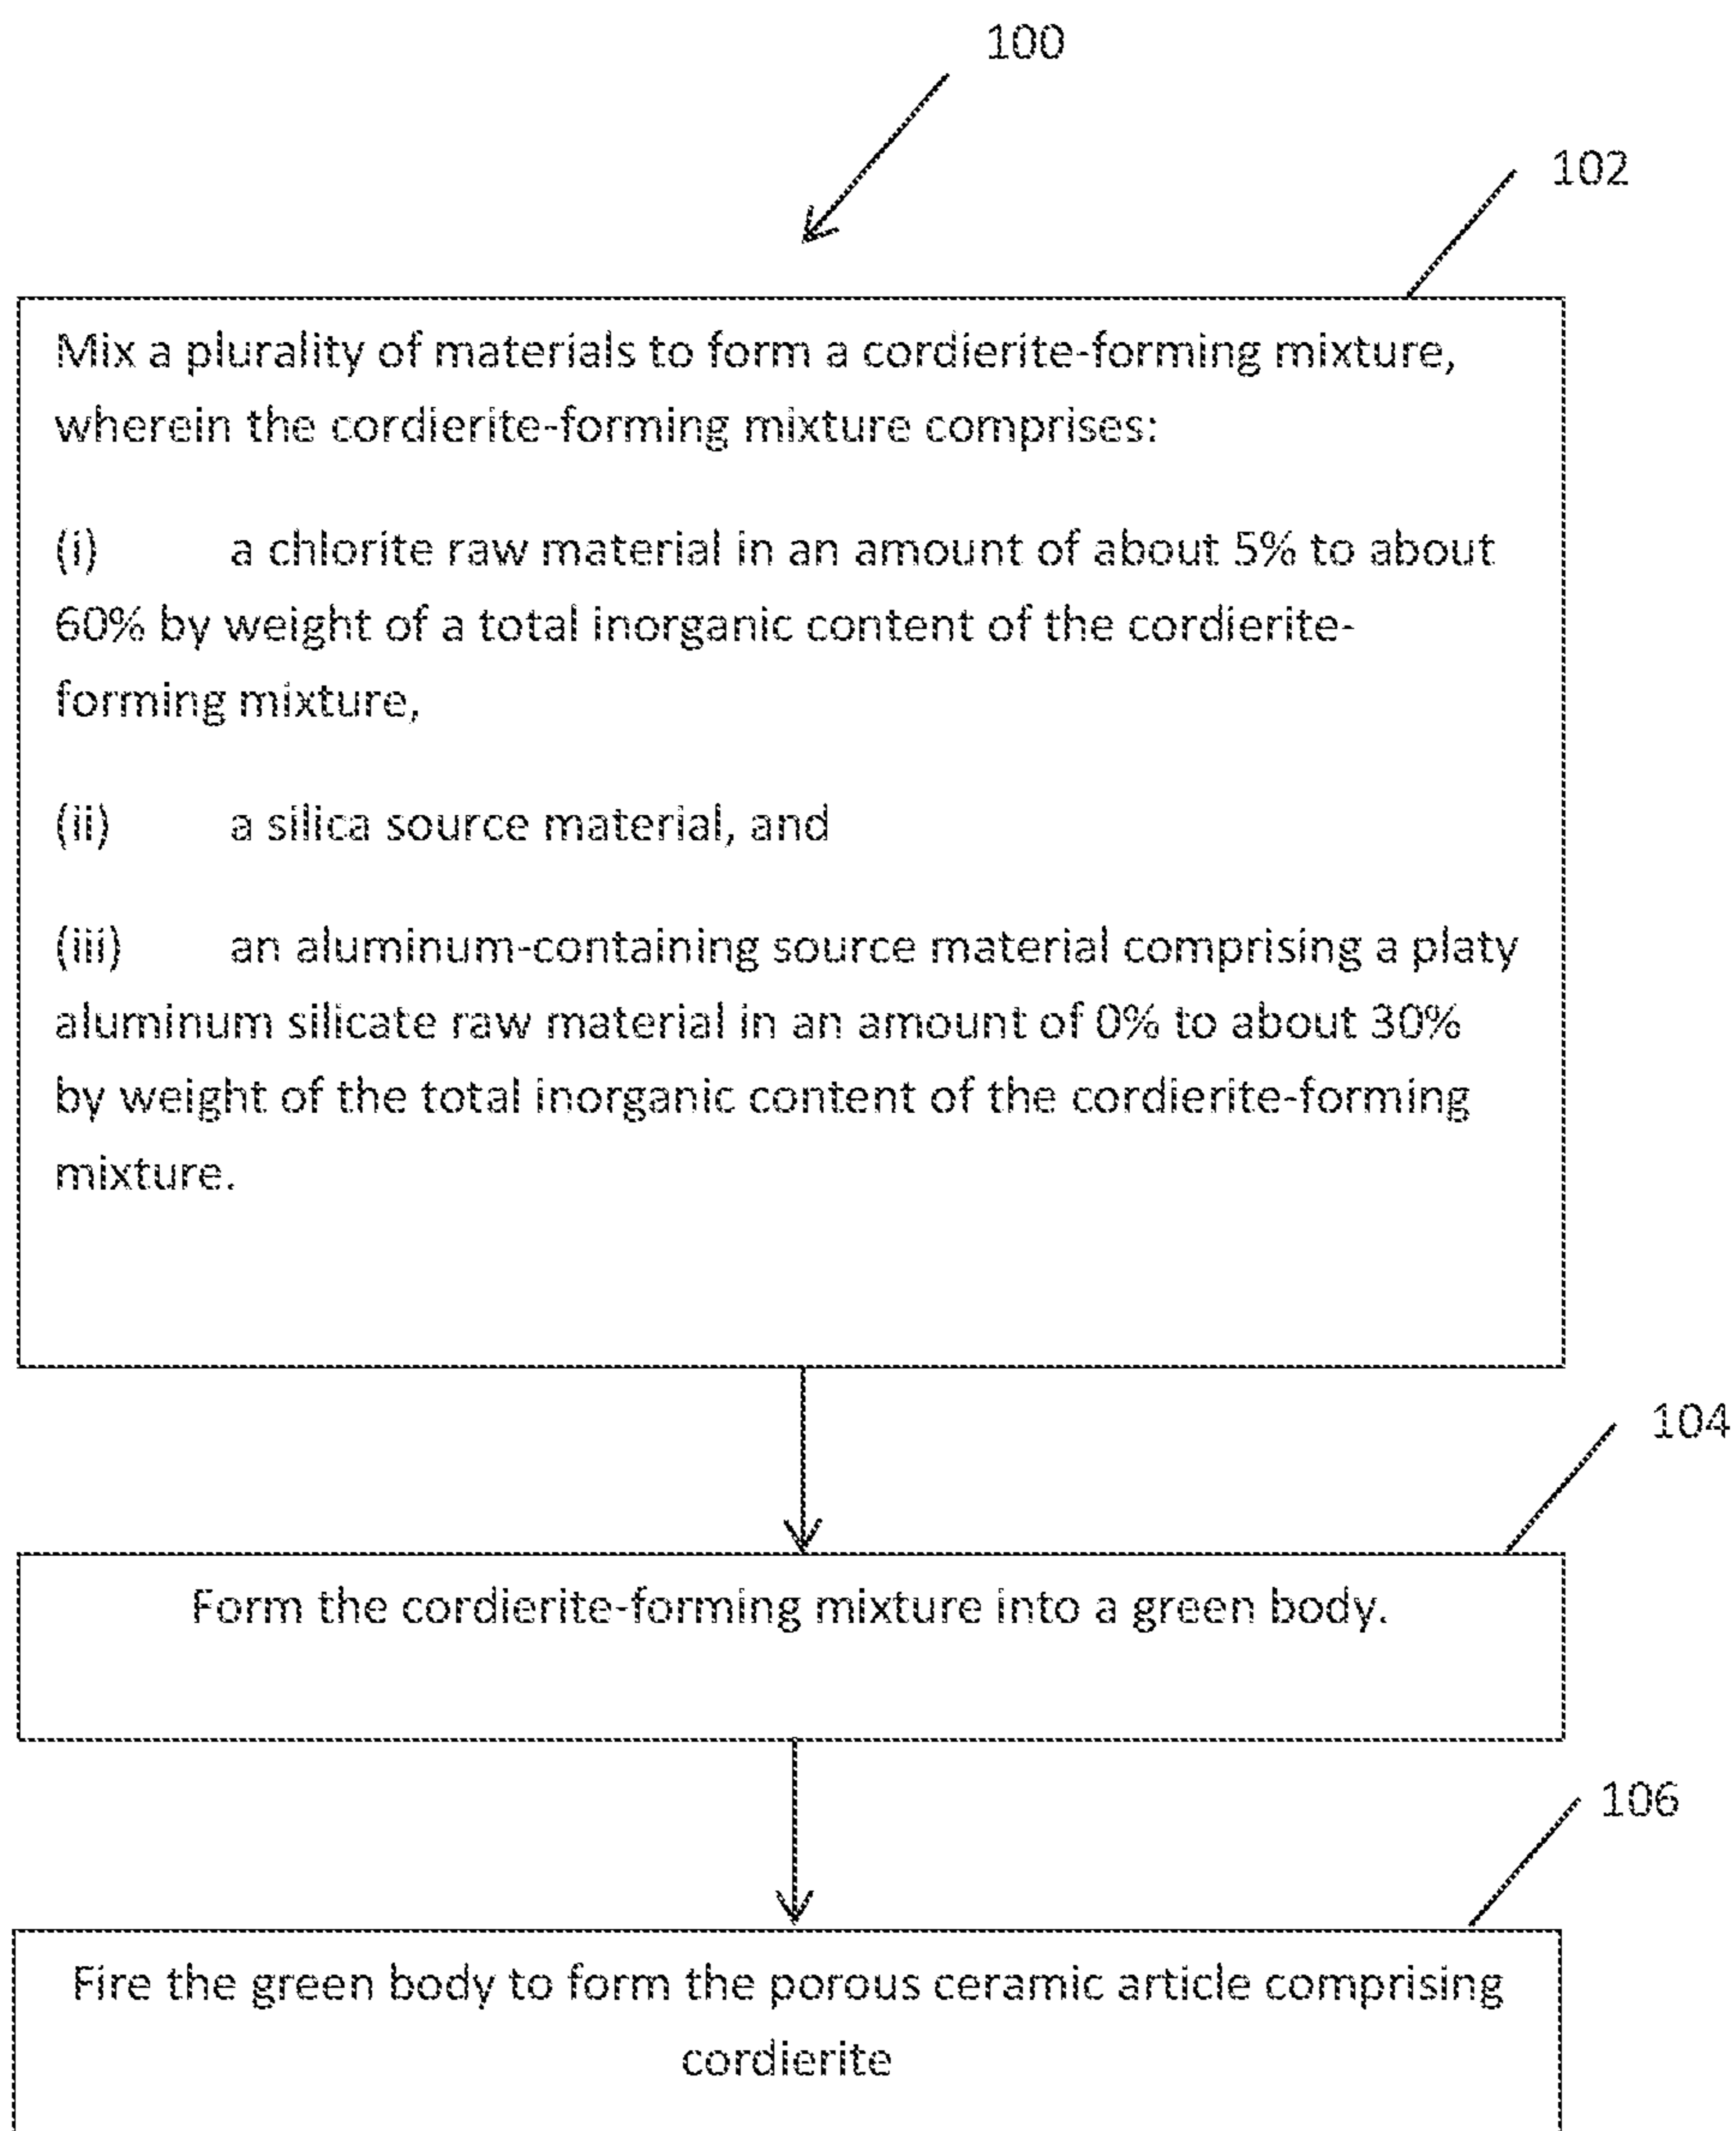 100
102
Mix a plurality of materials to form a cordierite-forming mixture,
wherein the cordierite-forming mixture comprises:
(i) a chlorite raw material in an amount of about 5% to about
60% by weight of a total inorganic content of the cordierite-
forming mixture,
(ii) a silica source material, and
(iii) an aluminum-containing source material comprising a platy
aluminum silicate raw material in an amount of 0% to about 30%
by weight of the total inorganic content of the cordierite-forming
mixture.
104
Form the cordierite-forming mixture into a green body.
106
Fire the green body to form the porous ceramic article comprising
cordierite